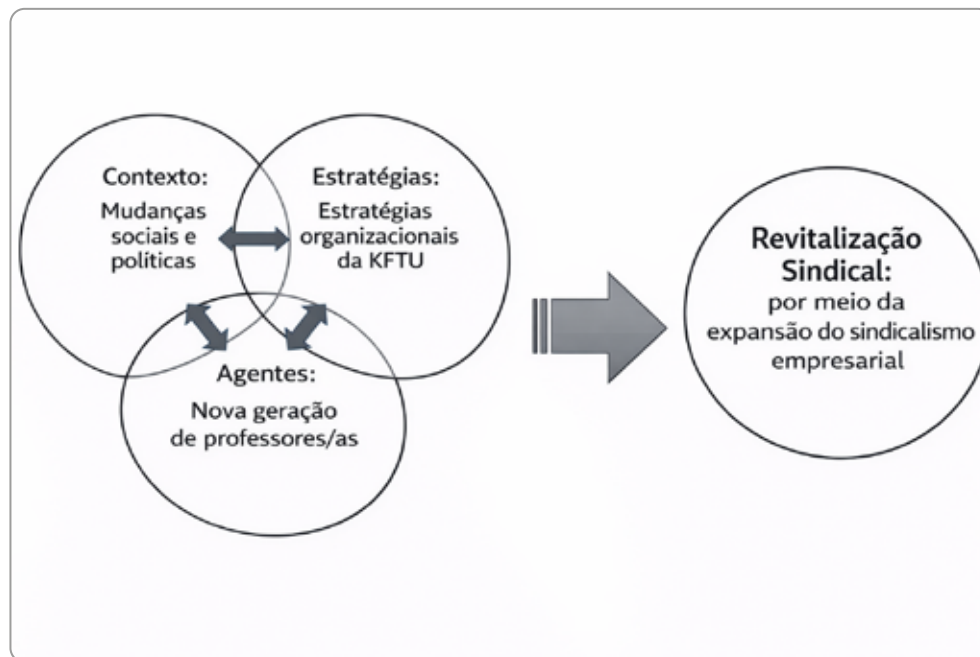 Contexto:
Mudanças
sociais e
políticas
Estratégias:
Estratégias
organizacionais
da KFTU
Agentes:
Nova geração
de professores/as
Revitalização
Sindical:
por meio da
expansão do sindicalismo
empresarial